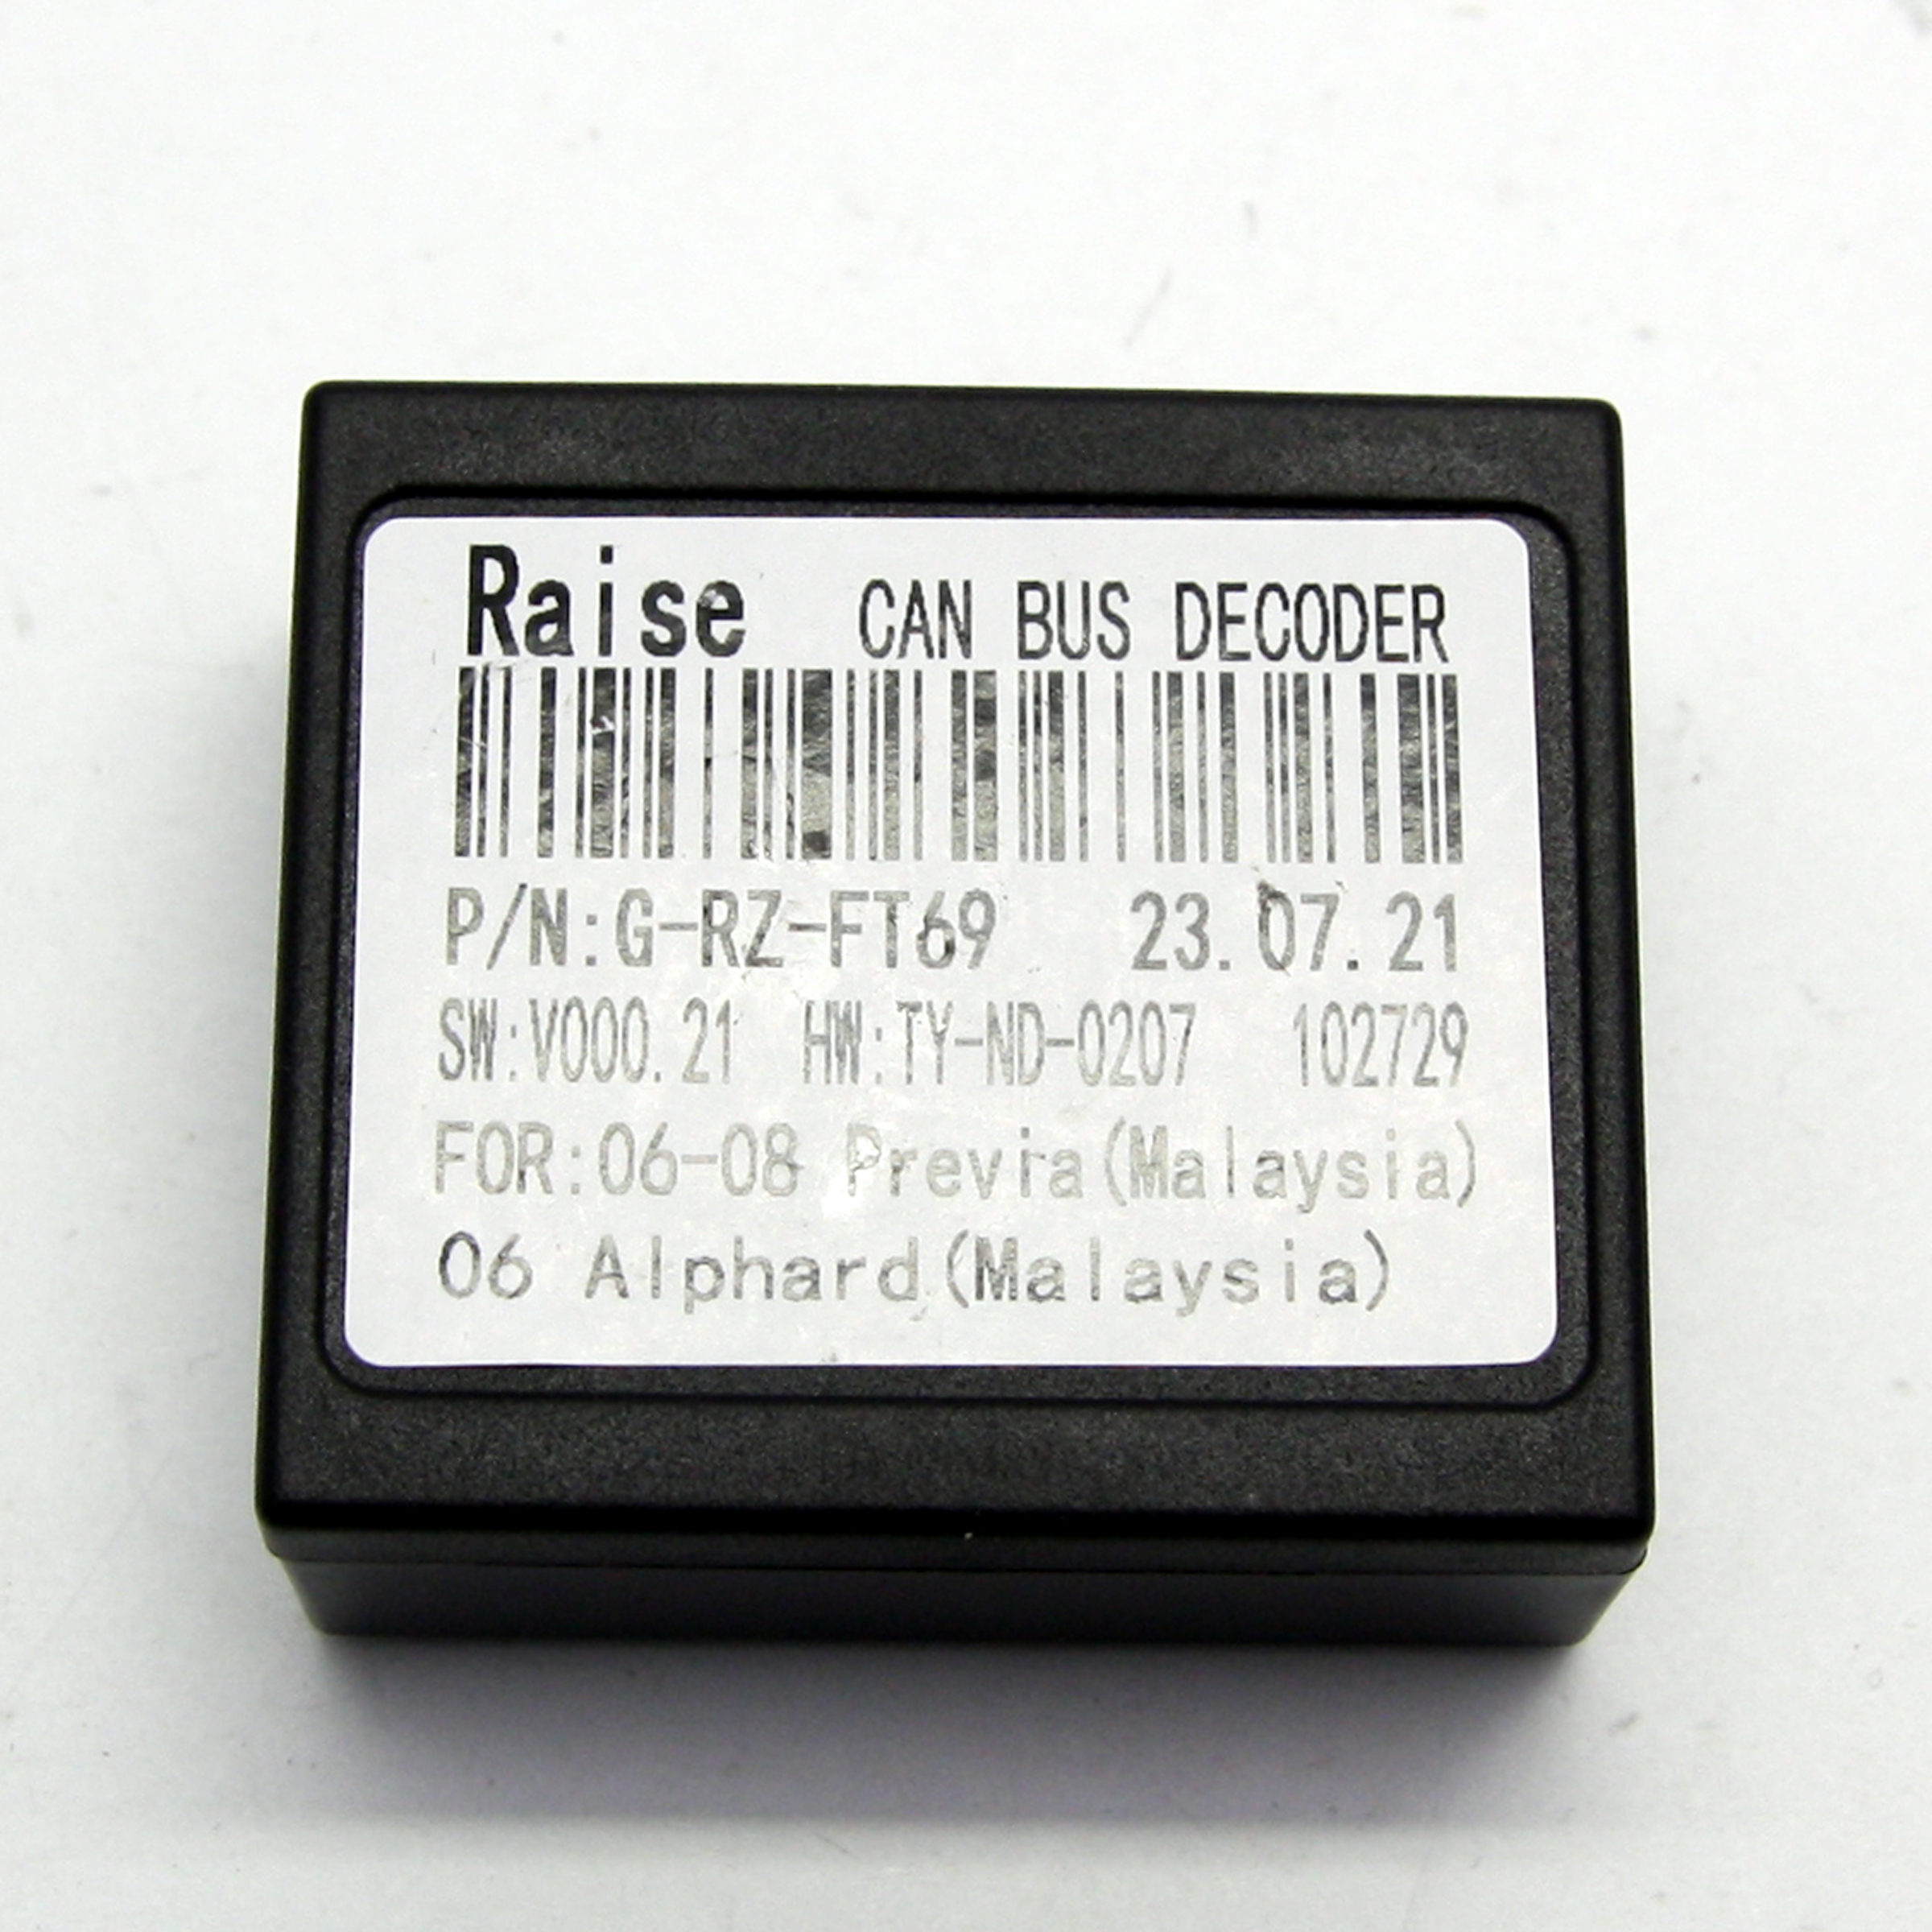 Raise CAN BUS DECODER
P/N:G-RZ-FT69 23.07.21
SW:V000.21 HW:TY-ND-0207 102729
FOR:06-08 Previa(Malaysia)
06 Alphard(Malaysia)